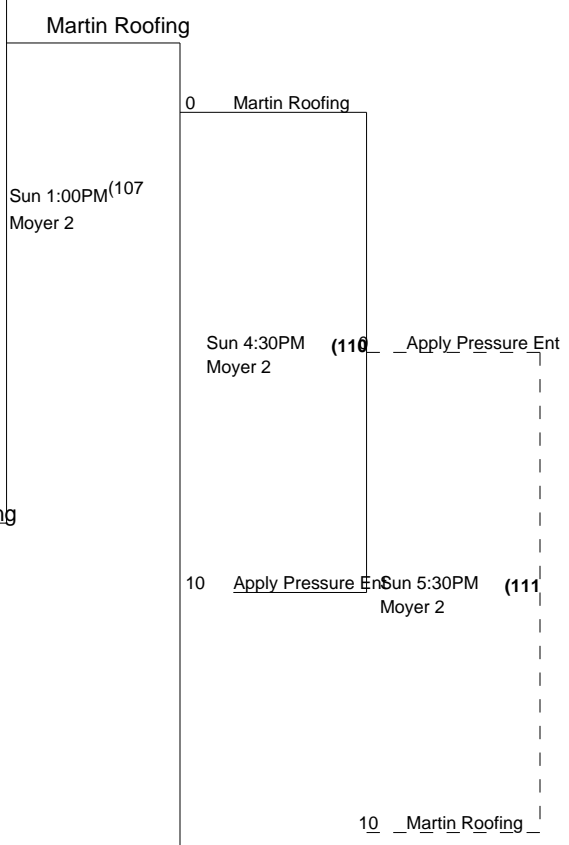 Martin Roofing
0 Martin Roofing
Sun 1:00PM (107
Moyer 2
Sun 4:30PM (110
Moyer 2
0 Apply Pressure Ent
ng
10 Apply Pressure Ent
Sun 5:30PM (111
Moyer 2
10 Martin Roofing